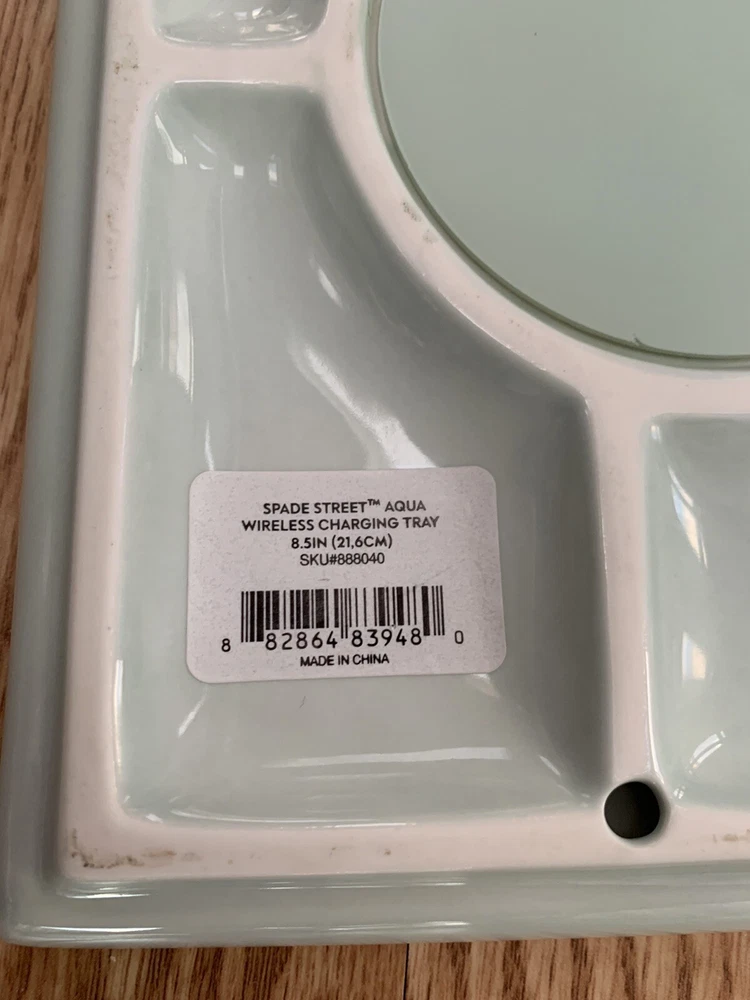 SPADE STREET™ AQUA
WIRELESS CHARGING TRAY
8.5IN (21,6CM)
SKU#888040
8 82864 83948 0
MADE IN CHINA